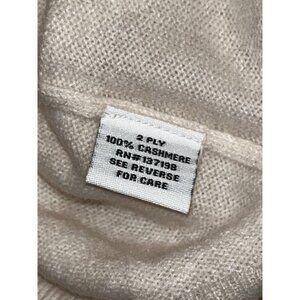 2 PLY
100% CASHMERE
RN#137198
SEE REVERSE
FOR CARE